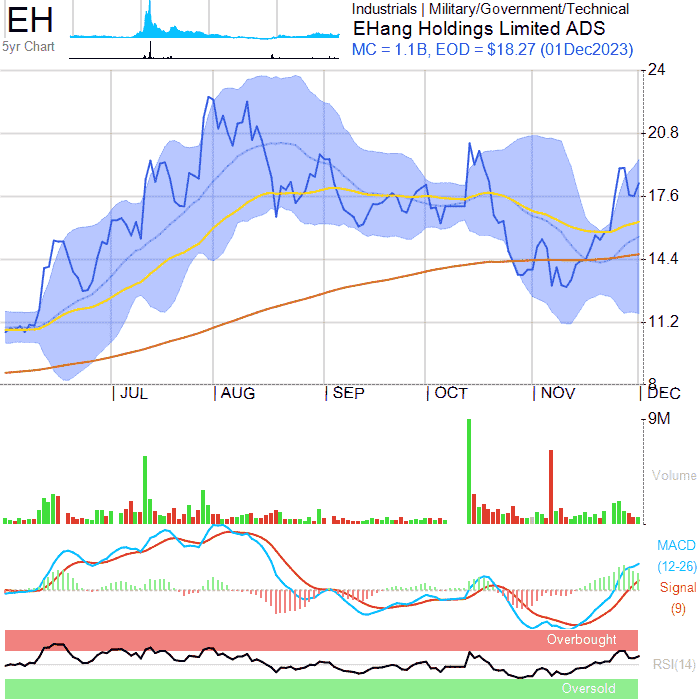 EH
5yr Chart
Industrials | Military/Government/Technical
EHang Holdings Limited ADS
MC = 1.1B, EOD = $18.27 (01Dec2023)
24
20.8
17.6
14.4
11.2
8
JUL
AUG
SEP
OCT
NOV
DEC
9M
Volume
MACD
(12-26)
Signal
(9)
Overbought
RSI(14)
Oversold